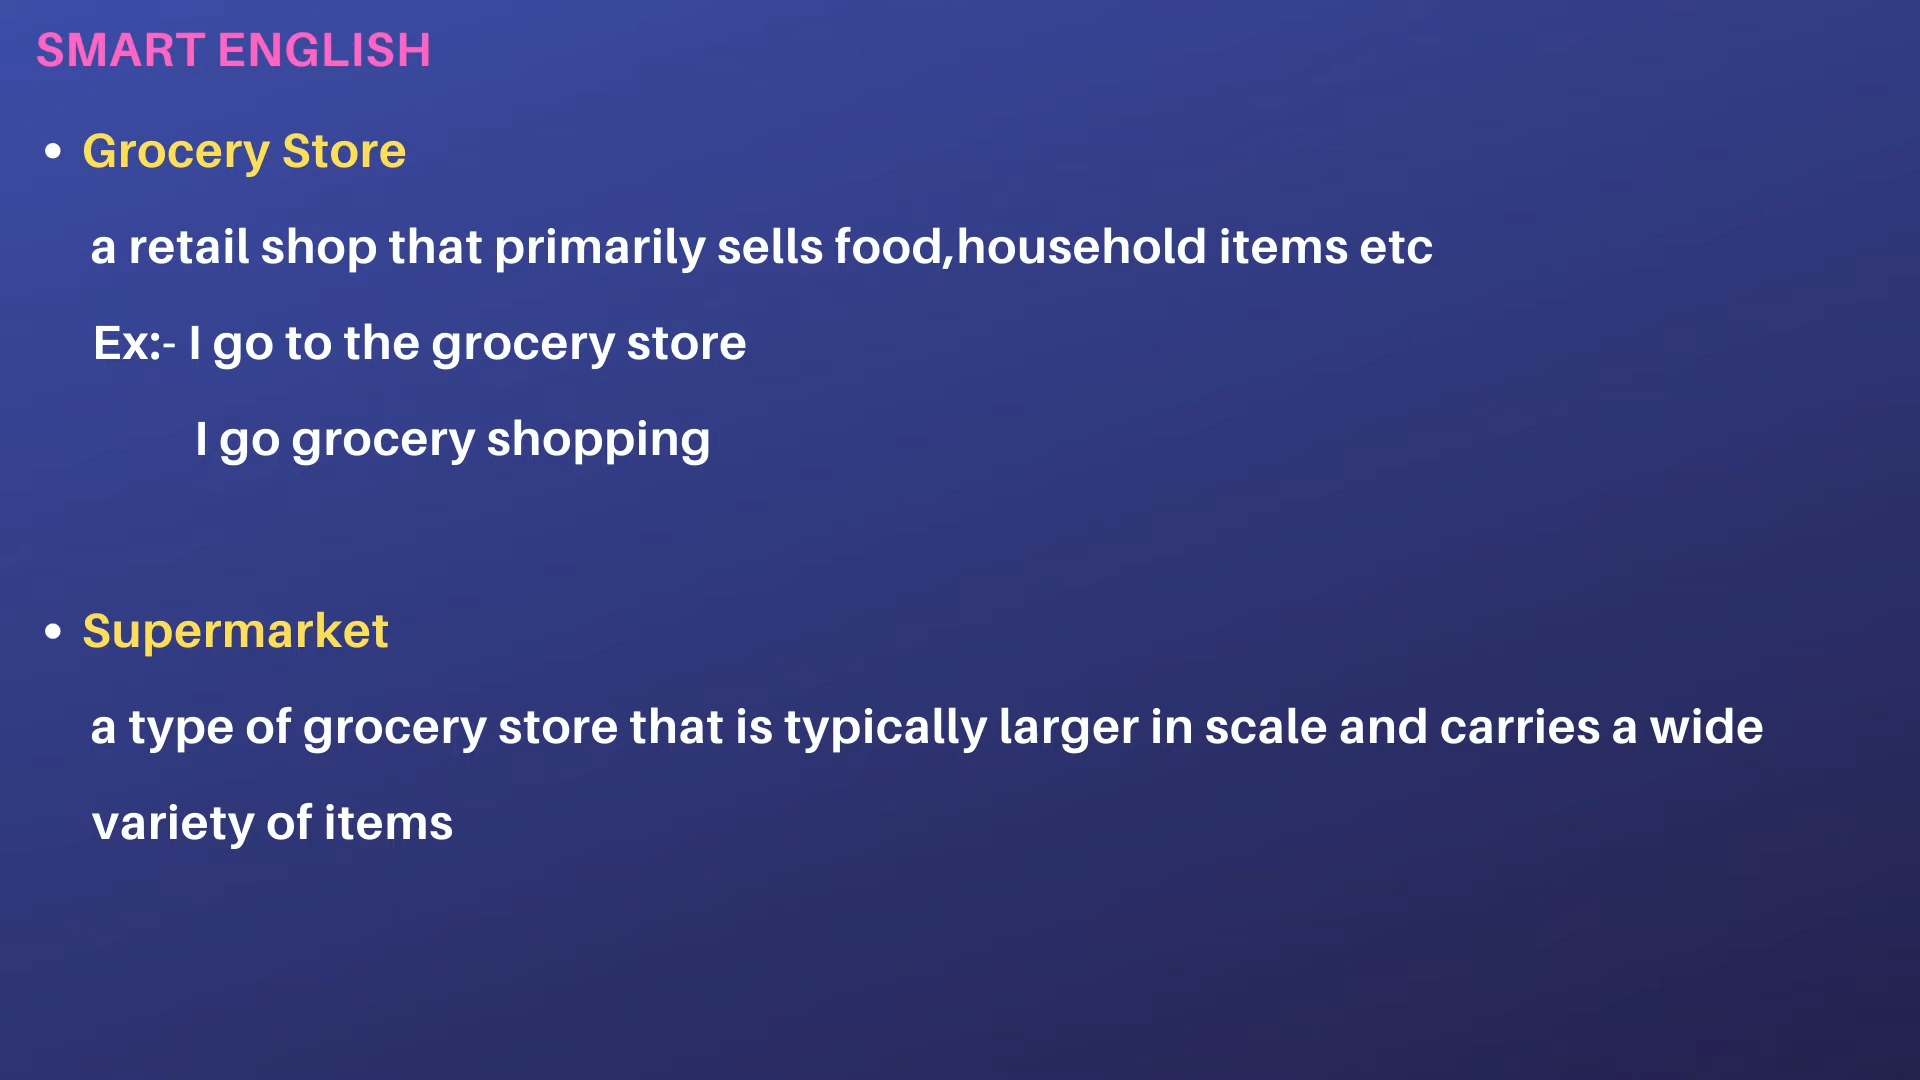 SMART ENGLISH
• Grocery Store
a retail shop that primarily sells food,household items etc
Ex:- I go to the grocery store
I go grocery shopping
• Supermarket
a type of grocery store that is typically larger in scale and carries a wide
variety of items